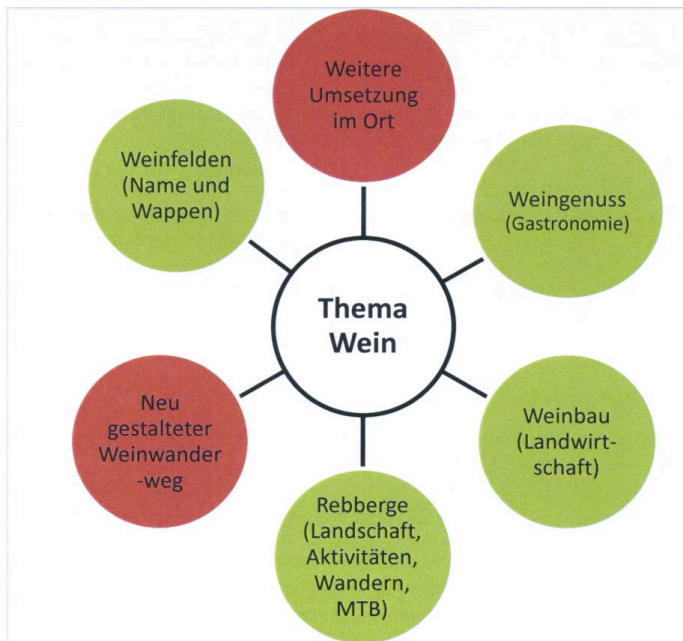 Weitere
Umsetzung
im Ort
Weinfelden
(Name und
Wappen)
Weingenuss
(Gastronomie)
Thema
Wein
Neu
gestalteter
Weinwander
-weg
Weinbau
(Landwirt-
schaft)
Rebberge
(Landschaft,
Aktivitäten,
Wandern,
MTB)